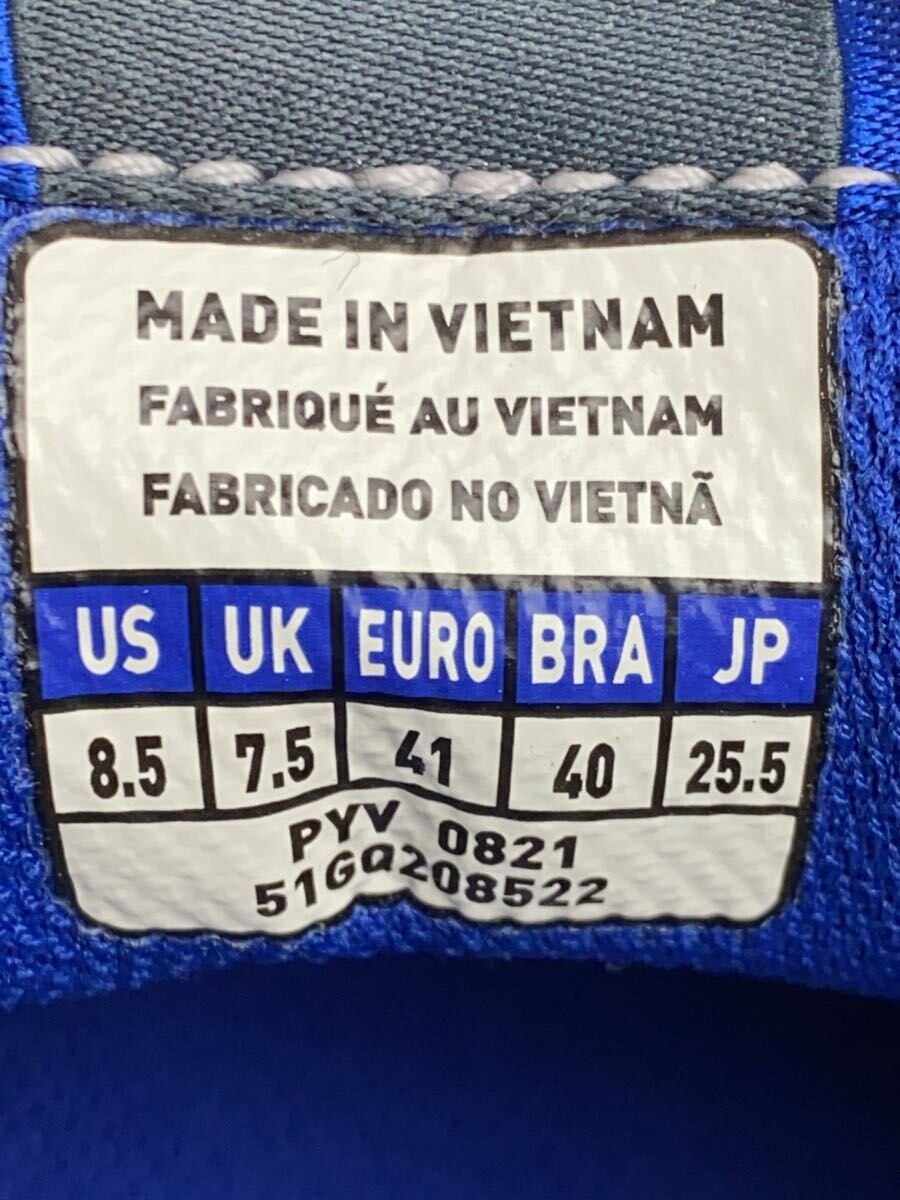 MADE IN VIETNAM
FABRIQUÉ AU VIETNAM
FABRICADO NO VIETNÃ
US UK EURO BRA JP
8.5 7.5 41 40 25.5
PYV 0821
51GQ208522